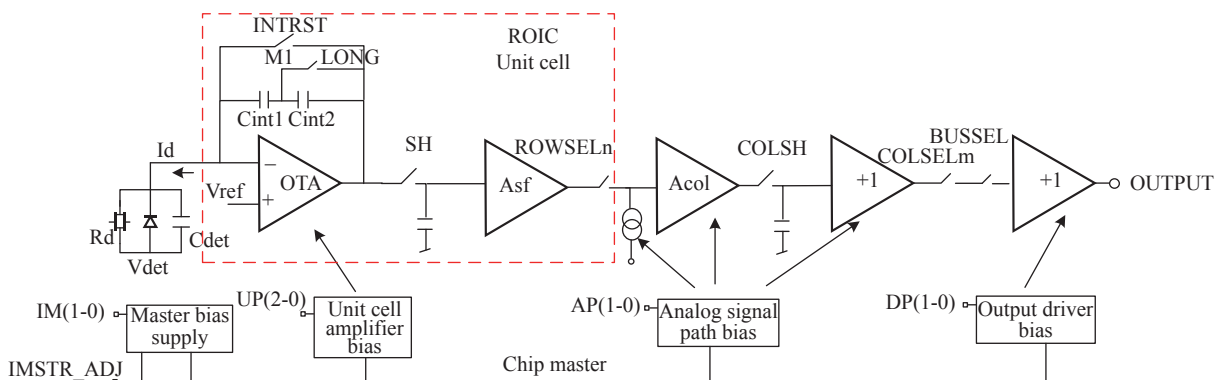 INTRST
ROIC
Unit cell
M1
LONG
Cint1
Cint2
Id
SH
ROWSELn
COLSH
BUSSEL
COLSELm
Vref
−
+
OTA
Asf
Acol
+1
+1
OUTPUT
Rd
Cdet
Vdet
IM(1-0)
Master bias
supply
UP(2-0)
Unit cell
amplifier
bias
AP(1-0)
Analog signal
path bias
DP(1-0)
Output driver
bias
IMSTR_ADJ
Chip master